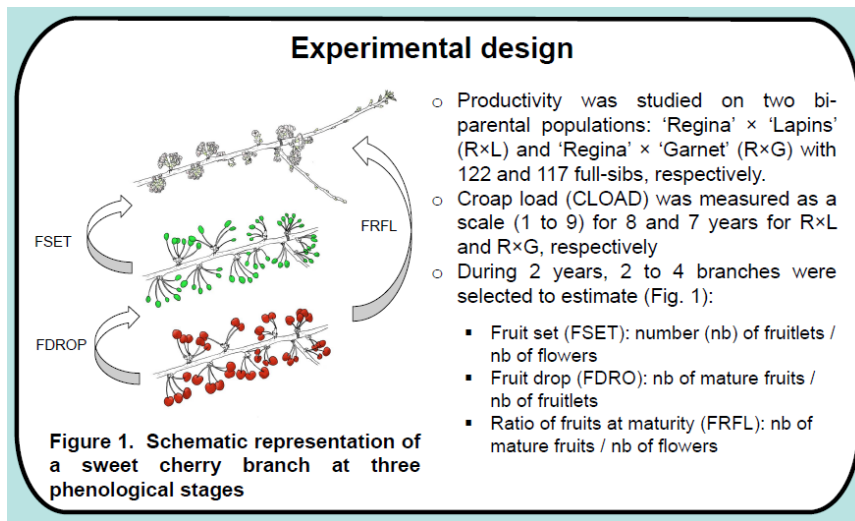 Experimental design
FSET
FDROP
FRFL
Figure 1. Schematic representation of
a sweet cherry branch at three
phenological stages
o Productivity was studied on two bi-
parental populations: ‘Regina’ × ‘Lapins’
(R×L) and ‘Regina’ × ‘Garnet’ (R×G) with
122 and 117 full-sibs, respectively.
o Croap load (CLOAD) was measured as a
scale (1 to 9) for 8 and 7 years for R×L
and R×G, respectively
o During 2 years, 2 to 4 branches were
selected to estimate (Fig. 1):
▪ Fruit set (FSET): number (nb) of fruitlets /
nb of flowers
▪ Fruit drop (FDRO): nb of mature fruits /
nb of fruitlets
▪ Ratio of fruits at maturity (FRFL): nb of
mature fruits / nb of flowers